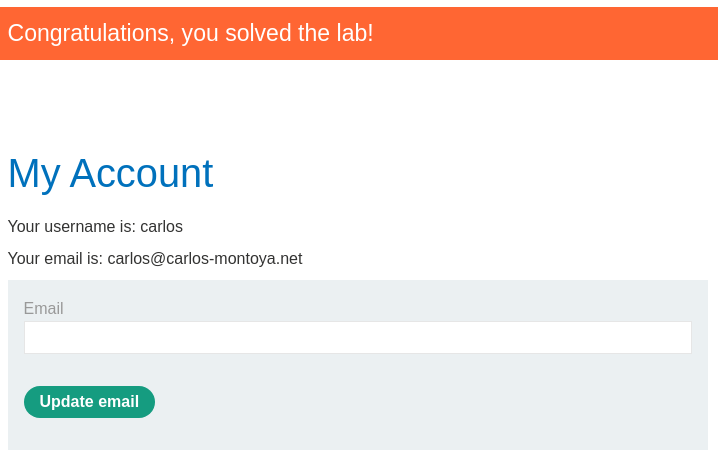 Congratulations, you solved the lab!
My Account
Your username is: carlos
Your email is: carlos@carlos-montoya.net
Email
Update email